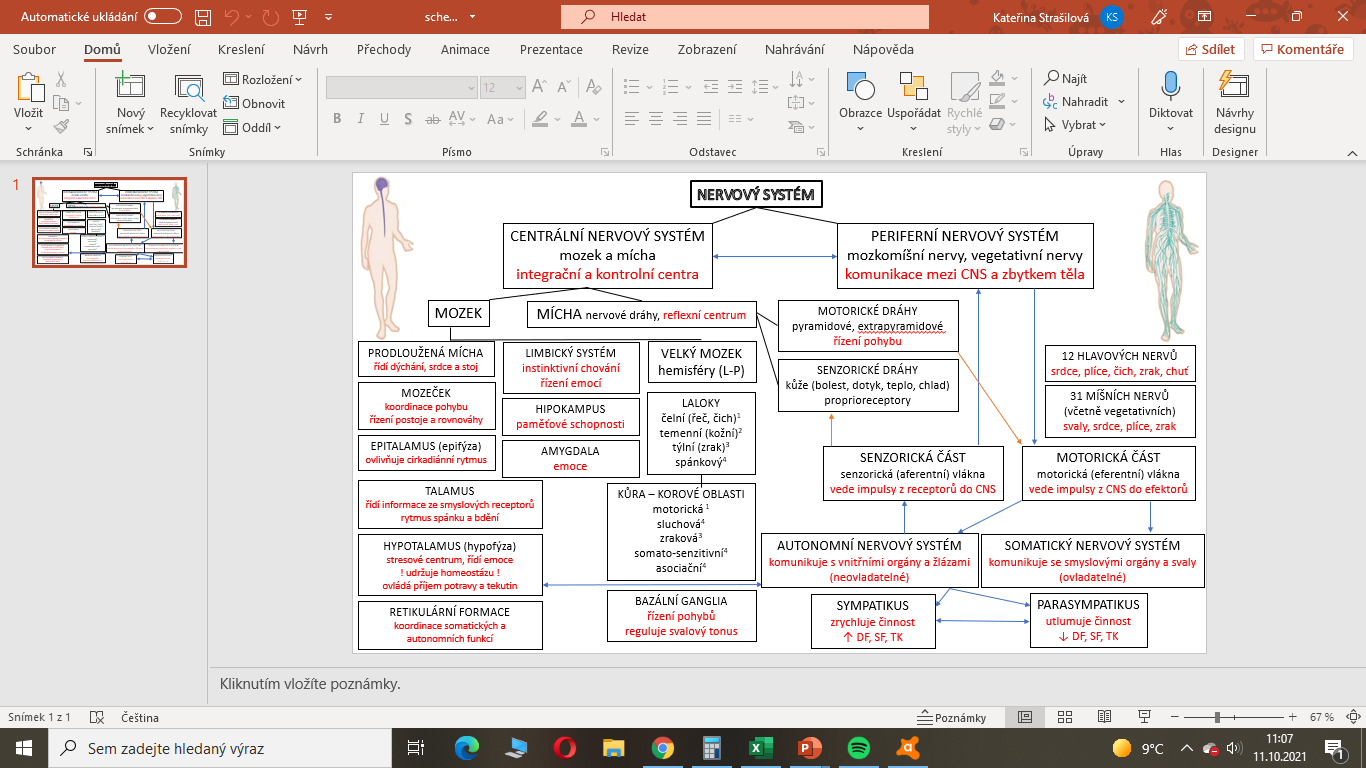 Automatické ukládání
sche...
Hledat
Kateřina Strašilová
KS
Soubor
Domů
Vložení
Kreslení
Návrh
Přechody
Animace
Prezentace
Revize
Zobrazení
Nahrávání
Nápověda
Sdílet
Komentáře
Vložit
Nový
snímek
Recyklovat
snímky
Rozložení
Obnovit
Oddíl
12
Obrazce
Uspořádat
Rychlé
styly
Najít
Nahradit
Vybrat
Diktovat
Návrhy
designu
Schránka
Snímky
Písmo
Odstavec
Kreslení
Úpravy
Hlas
Designer
1
NERVOVÝ SYSTÉM
CENTRÁLNÍ NERVOVÝ SYSTÉM
mozek a mícha
integrační a kontrolní centra
PERIFERNÍ NERVOVÝ SYSTÉM
mozkomíšní nervy, vegetativní nervy
komunikace mezi CNS a zbytkem těla
MOZEK
MÍCHA nervové dráhy, reflexní centrum
MOTORICKÉ DRÁHY
pyramidové, extrapyramidové
řízení pohybu
PRODLOUŽENÁ MÍCHA
řídí dýchání, srdce a stoj
LIMBICKÝ SYSTÉM
instinktivní chování
řízení emocí
VELKÝ MOZEK
hemisféry (L-P)
SENZORICKÉ DRÁHY
kůže (bolest, dotyk, teplo, chlad)
proprioreceptory
12 HLAVOVÝCH NERVŮ
srdce, plíce, čich, zrak, chuť
MOZEČEK
koordinace pohybu
řízení postoje a rovnováhy
HIPOKAMPUS
paměťové schopnosti
LALOKY
čelní (řeč, čich)¹
temenní (kožní)²
týlní (zrak)³
spánkový⁴
31 MÍŠNÍCH NERVŮ
(včetně vegetativních)
svaly, srdce, plíce, zrak
EPITALAMUS (epifýza)
ovlivňuje cirkadiánní rytmus
AMYGDALA
emoce
SENZORICKÁ ČÁST
senzorická (aferentní) vlákna
vede impulsy z receptorů do CNS
MOTORICKÁ ČÁST
motorická (eferentní) vlákna
vede impulsy z CNS do efektorů
TALAMUS
řídí informace ze smyslových receptorů
rytmus spánku a bdění
KŮRA – KOROVÉ OBLASTI
motorická ¹
sluchová⁴
zraková³
somato-senzitivní⁴
asociační⁴
HYPOTALAMUS (hypofýza)
stresové centrum, řídí emoce
! udržuje homeostázu !
ovládá příjem potravy a tekutin
AUTONOMNÍ NERVOVÝ SYSTÉM
komunikuje s vnitřními orgány a žlázami
(neovladatelné)
SOMATICKÝ NERVOVÝ SYSTÉM
komunikuje se smyslovými orgány a svaly
(ovladatelné)
RETIKULÁRNÍ FORMACE
koordinace somatických a
autonomních funkcí
BAZÁLNÍ GANGLIA
řízení pohybů
reguluje svalový tonus
SYMPATIKUS
zrychluje činnost
↑ DF, SF, TK
PARASYMPATIKUS
utlumuje činnost
↓ DF, SF, TK
Kliknutím vložíte poznámky.
Snímek 1 z 1
Čeština
Poznámky
67 %
Sem zadejte hledaný výraz
9°C
11:07
11.10.2021
1